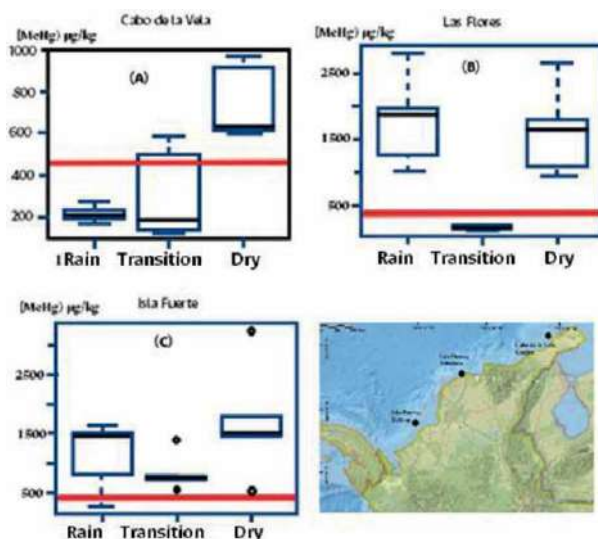 Cabo de la Vela
[MeHg) µg/kg
(A)
1000
800
600
400
200
Rain Transition Dry
Las Flores
[MeHg) µg/kg
(B)
2500
1500
500
Rain Transition Dry
Isla Fuerte
[MeHg) µg/kg
(C)
2500
1500
500
Rain Transition Dry